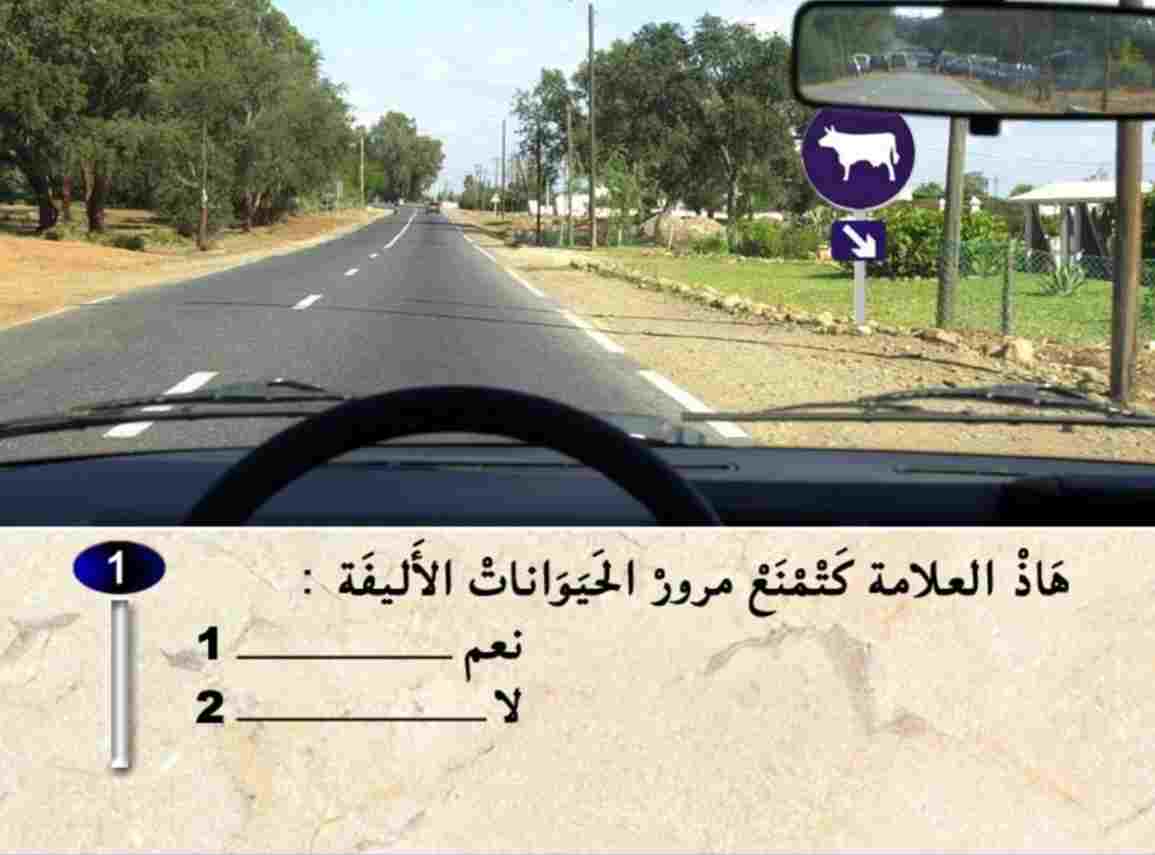 1
هَاذْ العلامة كَتْمْنَعْ مرورْ الحَيَوَاناتْ الأَليفَة :
نعم ________ 1
لا ________ 2